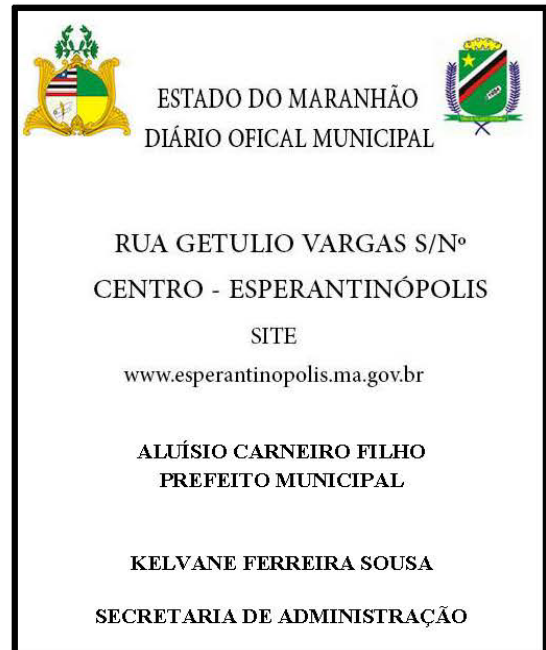 ESTADO DO MARANHÃO
DIÁRIO OFICAL MUNICIPAL
RUA GETULIO VARGAS S/Nº
CENTRO - ESPERANTINÓPOLIS
SITE
www.esperantinopolis.ma.gov.br
ALUÍSIO CARNEIRO FILHO
PREFEITO MUNICIPAL
KELVANE FERREIRA SOUSA
SECRETARIA DE ADMINISTRAÇÃO